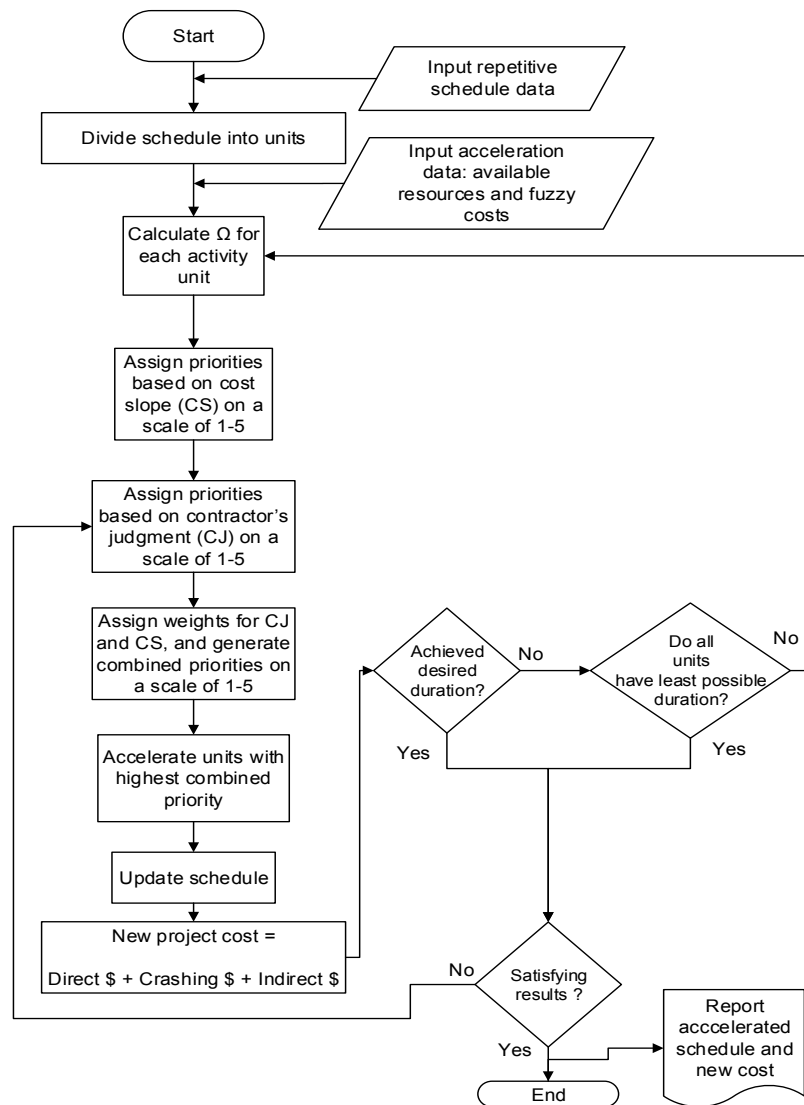 Start
Input repetitive
schedule data
Divide schedule into units
Input acceleration
data: available
resources and fuzzy
costs
Calculate Ω for
each activity
unit
Assign priorities
based on cost
slope (CS) on a
scale of 1-5
Assign priorities
based on contractor's
judgment (CJ) on a
scale of 1-5
Assign weights for CJ
and CS, and generate
combined priorities on
a scale of 1-5
Accelerate units with
highest combined
priority
Update schedule
New project cost =
Direct $ + Crashing $ + Indirect $
Achieved
desired
duration?
No
Yes
Do all
units
have least possible
duration?
No
Yes
Satisfying
results ?
No
Yes
Report
acccelerated
schedule and
new cost
End